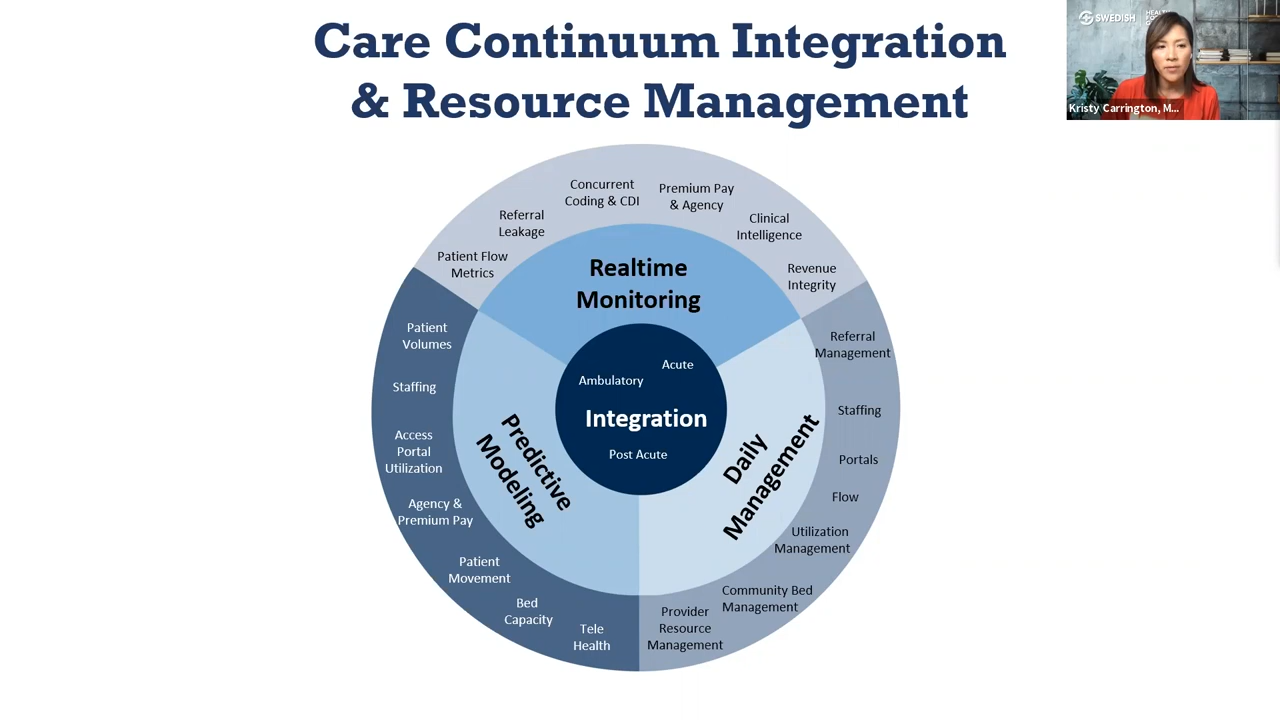 Care Continuum Integration
& Resource Management
SWEDISH
Kristy Carrington, M...
Concurrent
Coding & CDI
Premium Pay
& Agency
Referral
Leakage
Clinical
Intelligence
Patient Flow
Metrics
Revenue
Integrity
Realtime
Monitoring
Patient
Volumes
Staffing
Access
Portal
Utilization
Agency &
Premium Pay
Patient
Movement
Bed
Capacity
Tele
Health
Predictive
Modeling
Acute
Ambulatory
Integration
Post Acute
Daily
Management
Referral
Management
Staffing
Portals
Flow
Utilization
Management
Community Bed
Management
Provider
Resource
Management